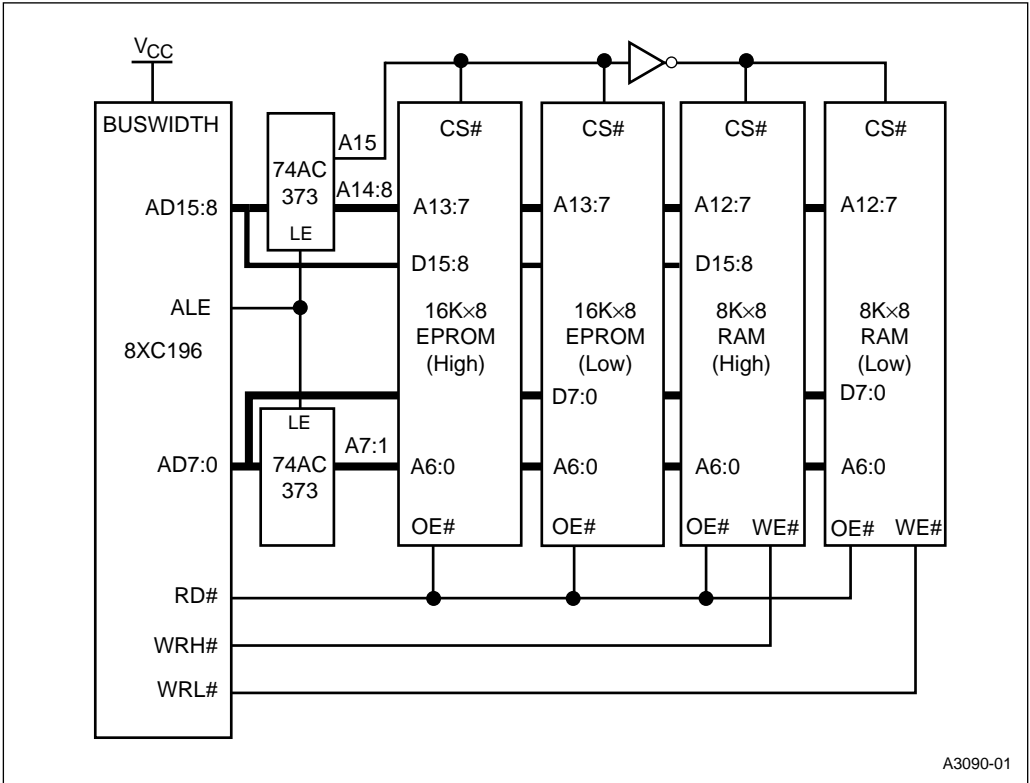 VCC
BUSWIDTH
AD15:8
ALE
8XC196
AD7:0
RD#
WRH#
WRL#
74AC
373
LE
A15
A14:8
LE
74AC
373
A7:1
CS#
A13:7
D15:8
16K×8
EPROM
(High)
A6:0
OE#
CS#
A13:7
16K×8
EPROM
(Low)
D7:0
A6:0
OE#
CS#
A12:7
D15:8
8K×8
RAM
(High)
A6:0
OE# WE#
CS#
A12:7
8K×8
RAM
(Low)
D7:0
A6:0
OE# WE#
A3090-01